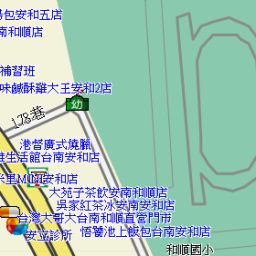 湯包安和五店
南和順店
補習班
味鹹酥雞大王安和2店
幼
178巷
港督廣式燒臘
生活館台南安和店
米里MINI安和店
大苑子茶飲安南和順店
吳家紅茶冰安南安和店
台灣大哥大台南和順直營門市
悟饕池上飯包台南安和店
安立診所
和順國小